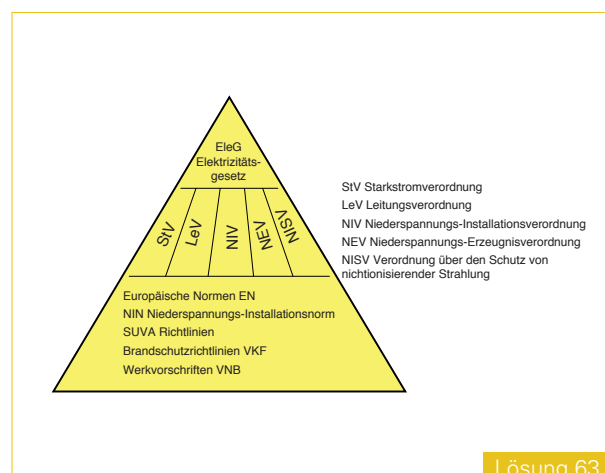 EleG
Elektrizitäts-
gesetz
StV
LeV
NIV
NEV
NISV
StV Starkstromverordnung
LeV Leitungsverordnung
NIV Niederspannungs-Installationsverordnung
NEV Niederspannungs-Erzeugnisverordnung
NISV Verordnung über den Schutz von
nichtionisierender Strahlung
Europäische Normen EN
NIN Niederspannungs-Installationsnorm
SUVA Richtlinien
Brandschutzrichtlinien VKF
Werkvorschriften VNB
Lösung 63